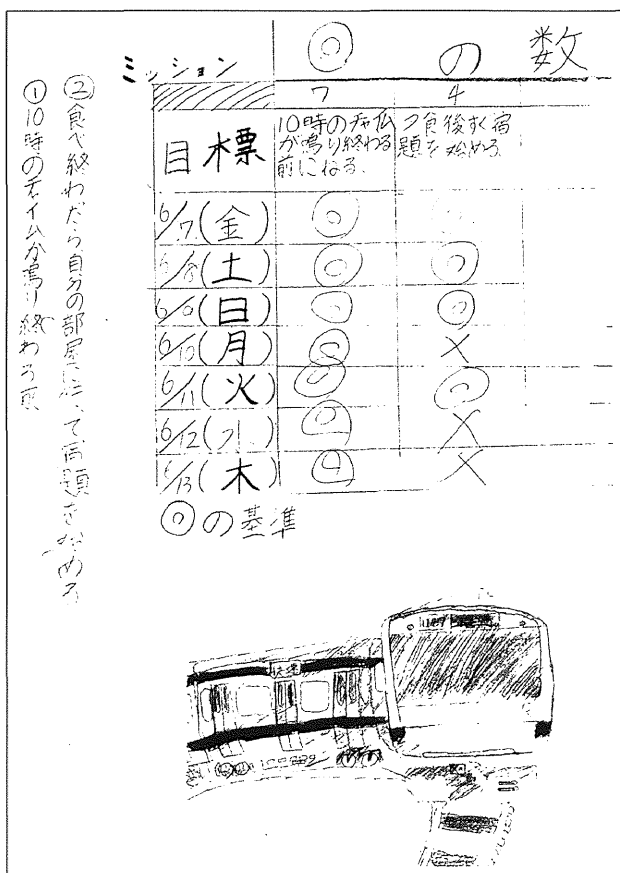 ミッション ◎の数
7 4
目標 10時のチャイムが鳴り終わる前にねる。 夕食後すぐ宿題を始める。
6/7(金) ◎
6/8(土) ◎ ◎
6/9(日) ◎ ◎
6/10(月) ◎ ×
6/11(火) ◎ ◎
6/12(水) ◎ ×
6/13(木) ◎ ×
◎の基準
①10時のチャイムが鳴り終わる前
②食べ終わったら自分の部屋に行って宿題を始める